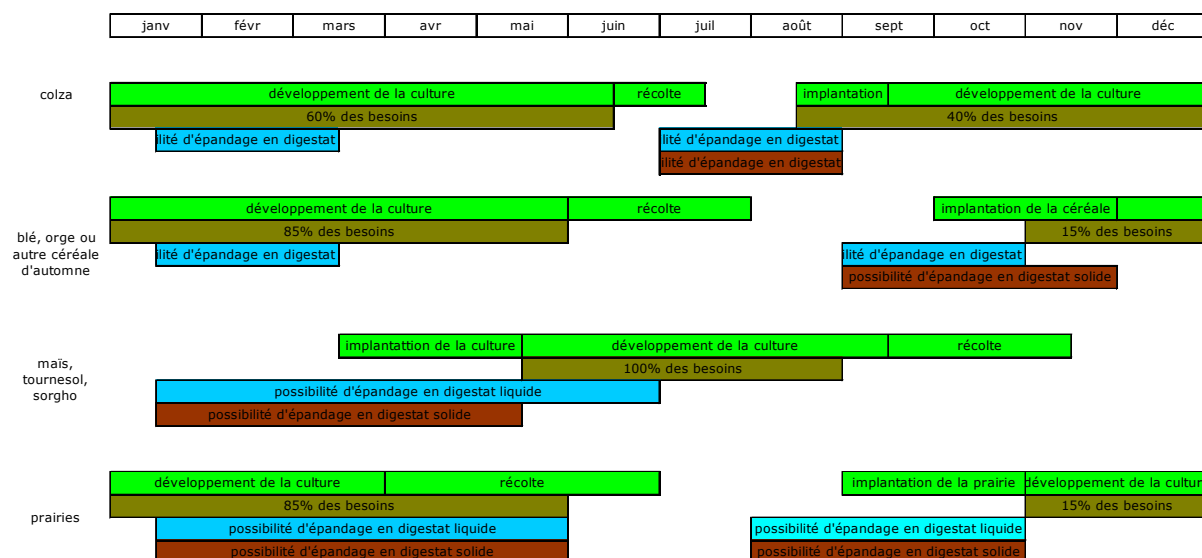 janv févr mars avr mai juin juil août sept oct nov déc
colza
développement de la culture récolte implantation développement de la culture
60% des besoins 40% des besoins
ilité d'épandage en digestat lité d'épandage en digestat
ilité d'épandage en digestat
blé, orge ou
autre céréale
d'automne
développement de la culture récolte implantation de la céréale
85% des besoins 15% des besoins
ilité d'épandage en digestat ilité d'épandage en digestat
possibilité d'épandage en digestat solide
maïs,
tournesol,
sorgho
implantattion de la culture développement de la culture récolte
100% des besoins
possibilité d'épandage en digestat liquide
possibilité d'épandage en digestat solide
prairies
développement de la culture récolte implantation de la prairie développement de la cultur
85% des besoins 15% des besoins
possibilité d'épandage en digestat liquide possibilité d'épandage en digestat liquide
possibilité d'épandage en digestat solide possibilité d'épandage en digestat solide